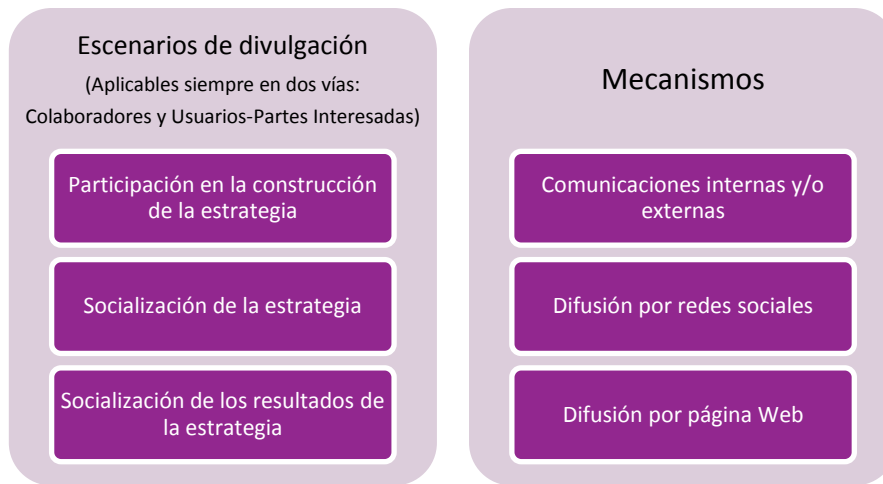 Escenarios de divulgación
(Aplicables siempre en dos vías:
Colaboradores y Usuarios-Partes Interesadas)
Participación en la construcción
de la estrategia
Socialización de la estrategia
Socialización de los resultados de
la estrategia
Mecanismos
Comunicaciones internas y/o
externas
Difusión por redes sociales
Difusión por página Web